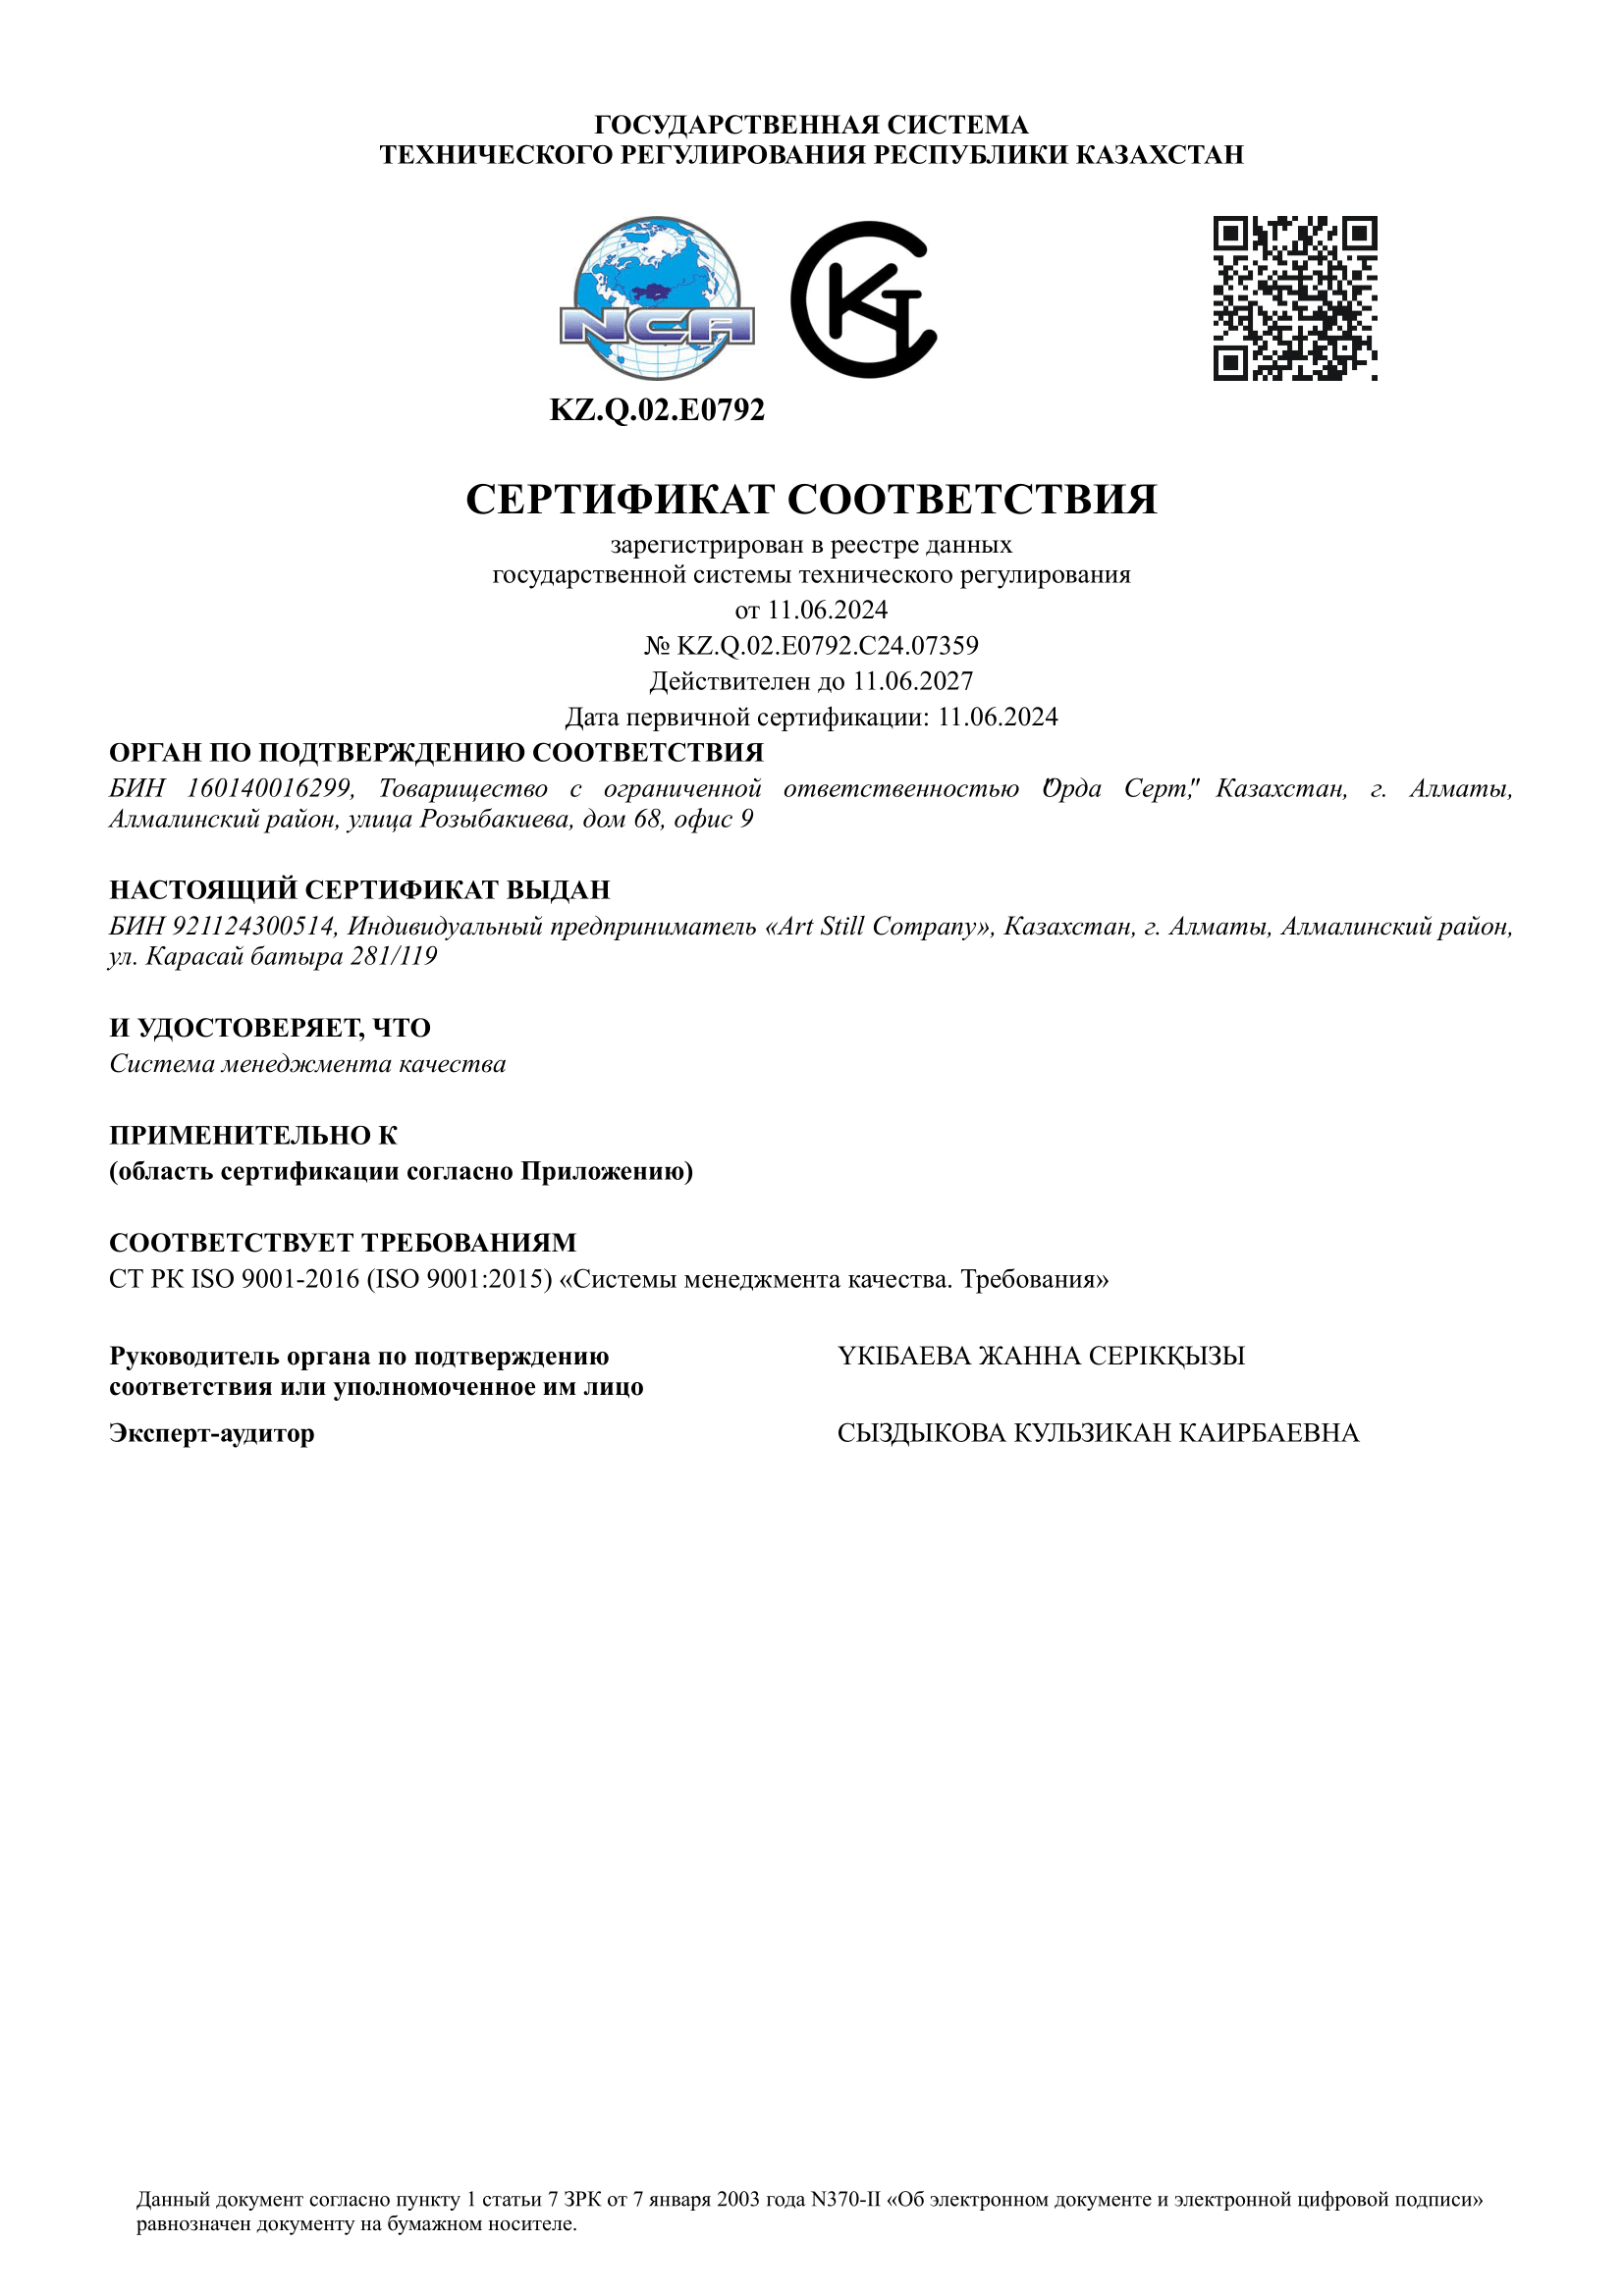 ГОСУДАРСТВЕННАЯ СИСТЕМА
ТЕХНИЧЕСКОГО РЕГУЛИРОВАНИЯ РЕСПУБЛИКИ КАЗАХСТАН
NCA
KT
KZ.Q.02.E0792
СЕРТИФИКАТ СООТВЕТСТВИЯ
зарегистрирован в реестре данных
государственной системы технического регулирования
от 11.06.2024
№ KZ.Q.02.E0792.C24.07359
Действителен до 11.06.2027
Дата первичной сертификации: 11.06.2024
ОРГАН ПО ПОДТВЕРЖДЕНИЮ СООТВЕТСТВИЯ
БИН 160140016299, Товарищество с ограниченной ответственностью "Орда Серт", Казахстан, г. Алматы,
Алмалинский район, улица Розыбакиева, дом 68, офис 9
НАСТОЯЩИЙ СЕРТИФИКАТ ВЫДАН
БИН 921124300514, Индивидуальный предприниматель «Art Still Company», Казахстан, г. Алматы, Алмалинский район,
ул. Карасай батыра 281/119
И УДОСТОВЕРЯЕТ, ЧТО
Система менеджмента качества
ПРИМЕНИТЕЛЬНО К
(область сертификации согласно Приложению)
СООТВЕТСТВУЕТ ТРЕБОВАНИЯМ
СТ РК ISO 9001-2016 (ISO 9001:2015) «Системы менеджмента качества. Требования»
Руководитель органа по подтверждению ҮКІБАЕВА ЖАННА СЕРІКҚЫЗЫ
соответствия или уполномоченное им лицо
Эксперт-аудитор СЫЗДЫКОВА КУЛЬЗИКАН КАИРБАЕВНА
Данный документ согласно пункту 1 статьи 7 ЗРК от 7 января 2003 года N370-II «Об электронном документе и электронной цифровой подписи»
равнозначен документу на бумажном носителе.